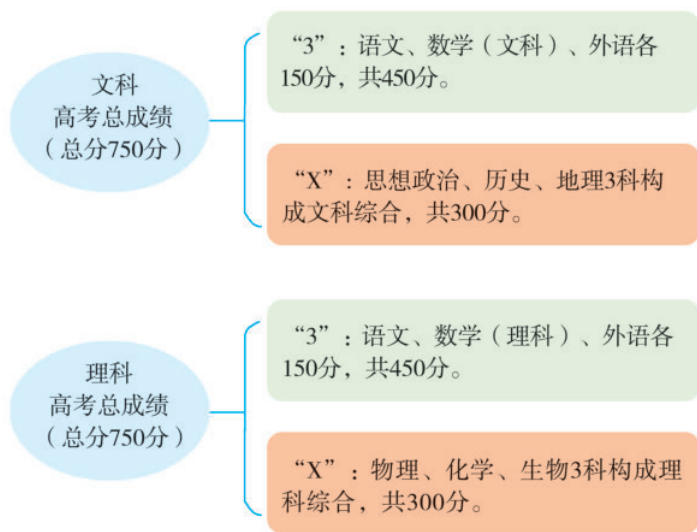 文科
高考总成绩
（总分750分）
“3”：语文、数学（文科）、外语各
150分，共450分。
“X”：思想政治、历史、地理3科构
成文科综合，共300分。
理科
高考总成绩
（总分750分）
“3”：语文、数学（理科）、外语各
150分，共450分。
“X”：物理、化学、生物3科构成理
科综合，共300分。